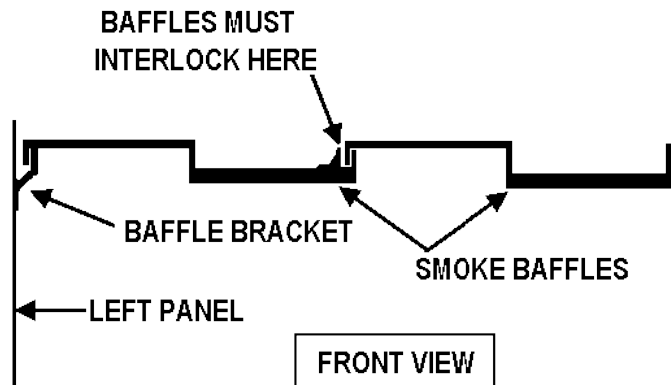 BAFFLES MUST
INTERLOCK HERE
BAFFLE BRACKET
SMOKE BAFFLES
LEFT PANEL
FRONT VIEW